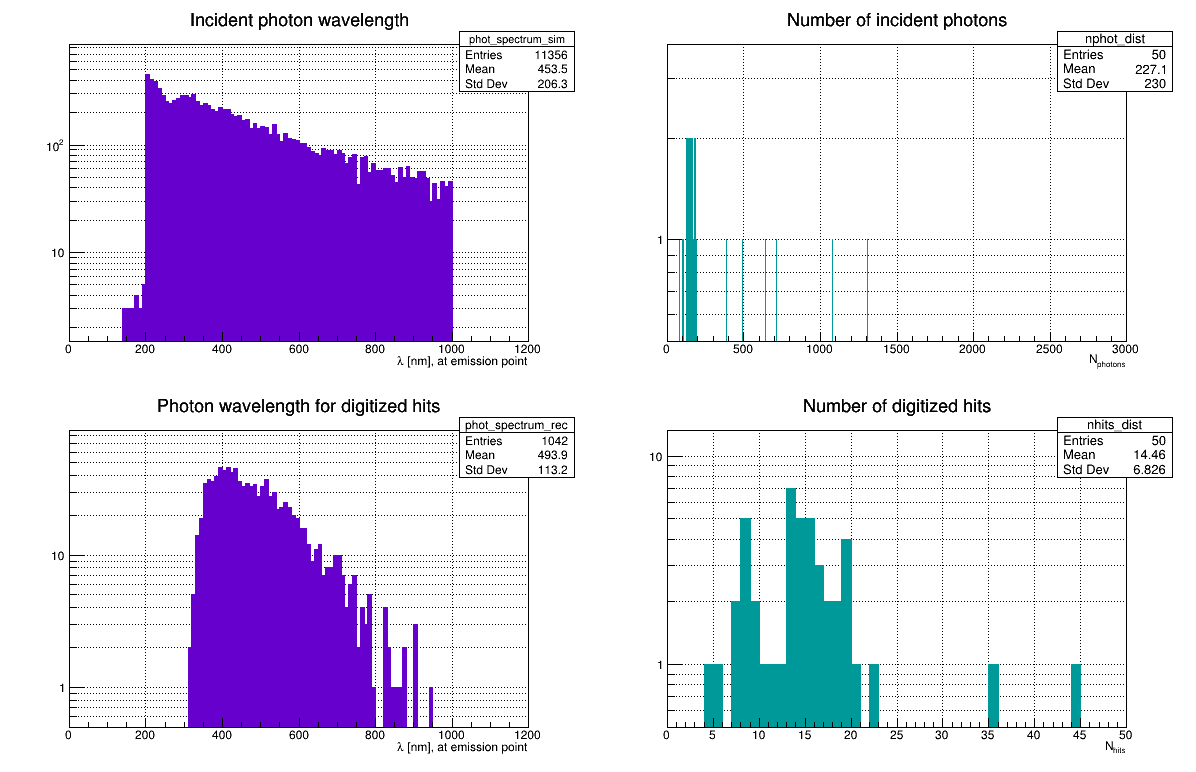 Incident photon wavelength
phot_spectrum_sim
Entries 11356
Mean 453.5
Std Dev 206.3
10²
10
0 200 400 600 800 1000 1200
λ [nm], at emission point
Number of incident photons
nphot_dist
Entries 50
Mean 227.1
Std Dev 230
1
0 500 1000 1500 2000 2500 3000
N_photons
Photon wavelength for digitized hits
phot_spectrum_rec
Entries 1042
Mean 493.9
Std Dev 113.2
10
1
0 200 400 600 800 1000 1200
λ [nm], at emission point
Number of digitized hits
nhits_dist
Entries 50
Mean 14.46
Std Dev 6.826
10
1
0 5 10 15 20 25 30 35 40 45 50
N_hits